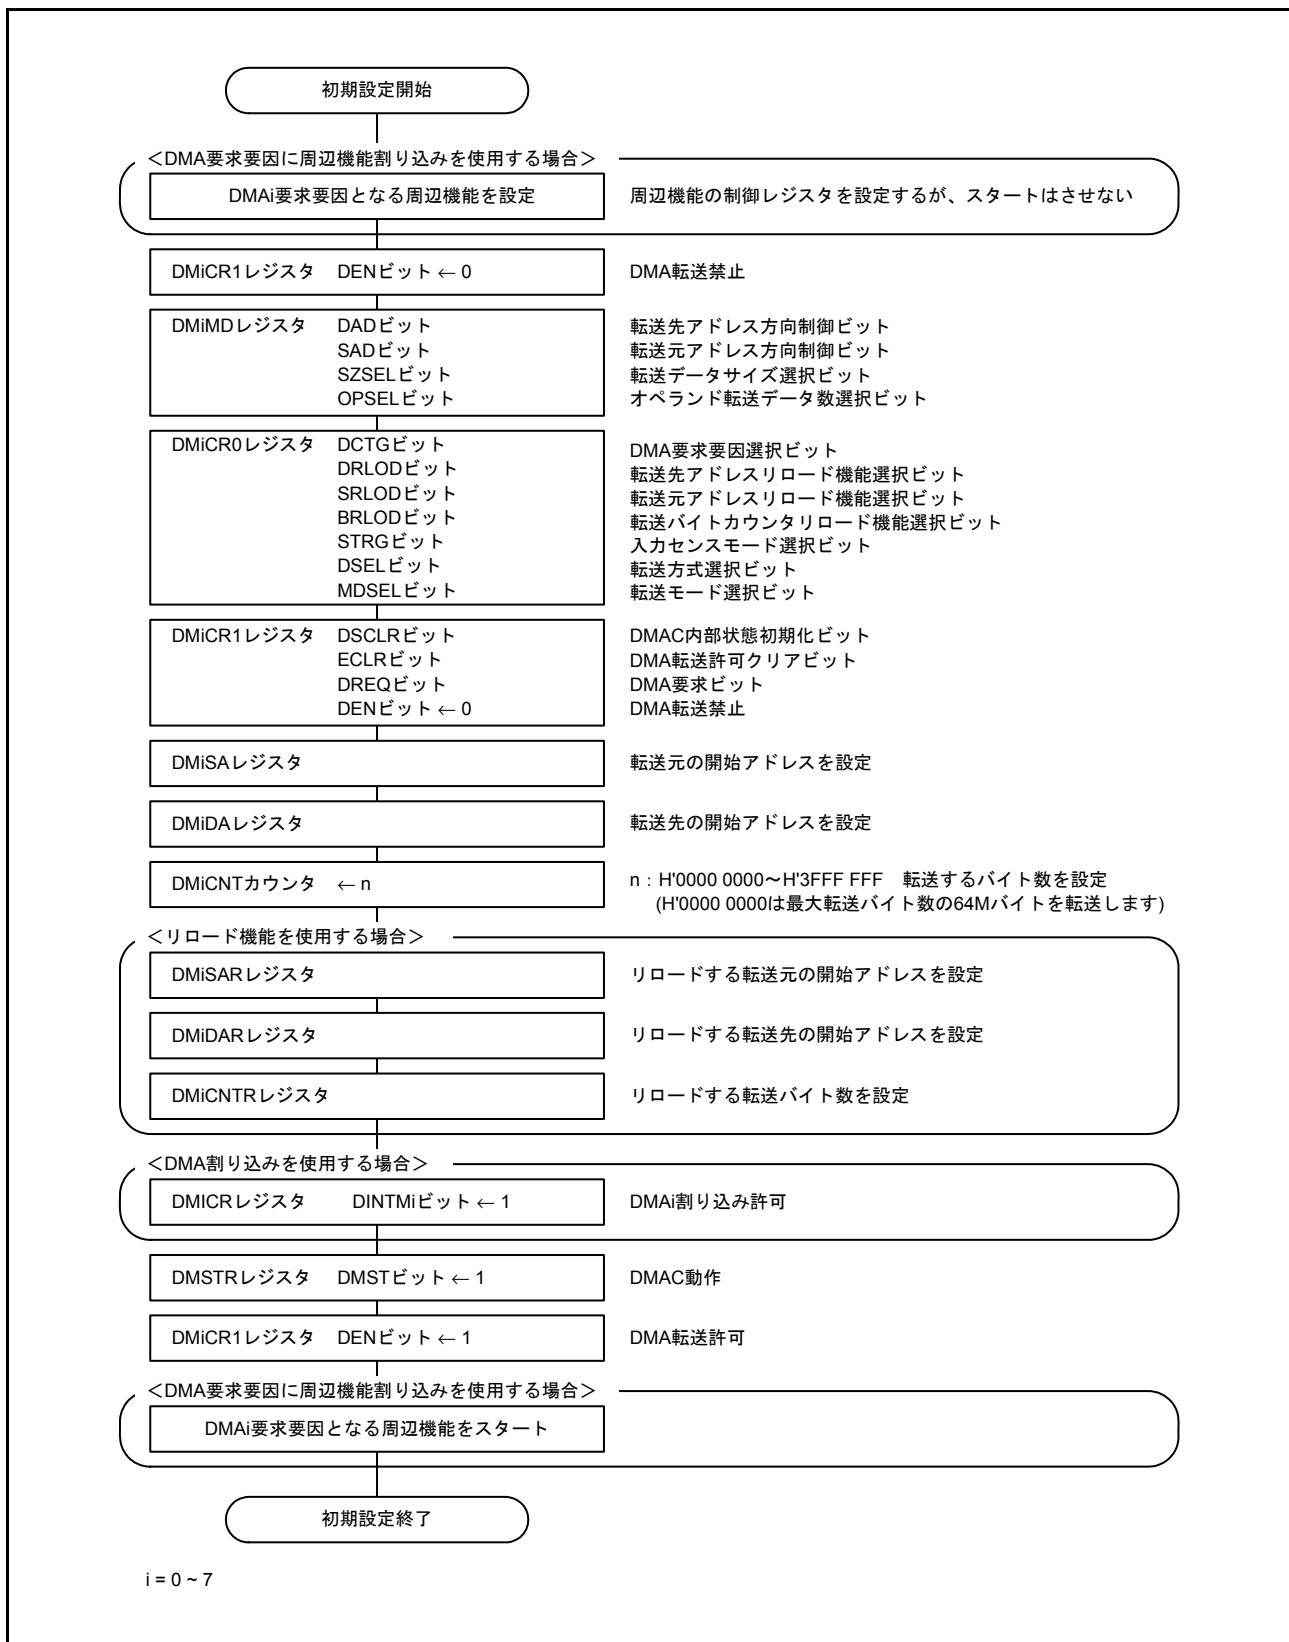 初期設定開始
＜DMA要求要因に周辺機能割り込みを使用する場合＞
DMAi要求要因となる周辺機能を設定 周辺機能の制御レジスタを設定するが、スタートはさせない
DMiCR1レジスタ DENビット ← 0 DMA転送禁止
DMiMDレジスタ DADビット 転送先アドレス方向制御ビット
SADビット 転送元アドレス方向制御ビット
SZSELビット 転送データサイズ選択ビット
OPSELビット オペランド転送データ数選択ビット
DMiCR0レジスタ DCTGビット DMA要求要因選択ビット
DRLODビット 転送先アドレスリロード機能選択ビット
SRLODビット 転送元アドレスリロード機能選択ビット
BRLODビット 転送バイトカウンタリロード機能選択ビット
STRGビット 入力センスモード選択ビット
DSELビット 転送方式選択ビット
MDSELビット 転送モード選択ビット
DMiCR1レジスタ DSCLRビット DMAC内部状態初期化ビット
ECLRビット DMA転送許可クリアビット
DREQビット DMA要求ビット
DENビット ← 0 DMA転送禁止
DMiSAレジスタ 転送元の開始アドレスを設定
DMiDAレジスタ 転送先の開始アドレスを設定
DMiCNTカウンタ ← n n：H'0000 0000～H'3FFF FFF 転送するバイト数を設定
(H'0000 0000は最大転送バイト数の64Mバイトを転送します)
＜リロード機能を使用する場合＞
DMiSARレジスタ リロードする転送元の開始アドレスを設定
DMiDARレジスタ リロードする転送先の開始アドレスを設定
DMiCNTRレジスタ リロードする転送バイト数を設定
＜DMA割り込みを使用する場合＞
DMICRレジスタ DINTMiビット ← 1 DMAi割り込み許可
DMSTRレジスタ DMSTビット ← 1 DMAC動作
DMiCR1レジスタ DENビット ← 1 DMA転送許可
＜DMA要求要因に周辺機能割り込みを使用する場合＞
DMAi要求要因となる周辺機能をスタート
初期設定終了
i = 0 ~ 7